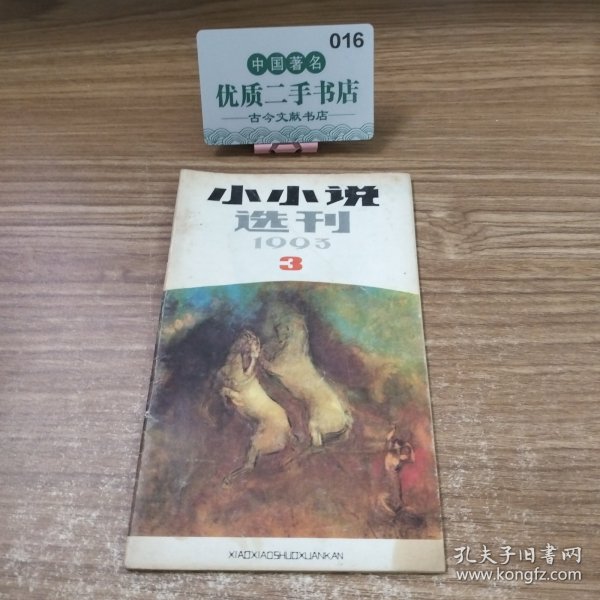 016
中国著名
优质二手书店
古今文献书店
小小说
选刊
1993
3
XIAOXIAOSHUOXUANKAN
孔夫子旧书网
www.kongfz.com